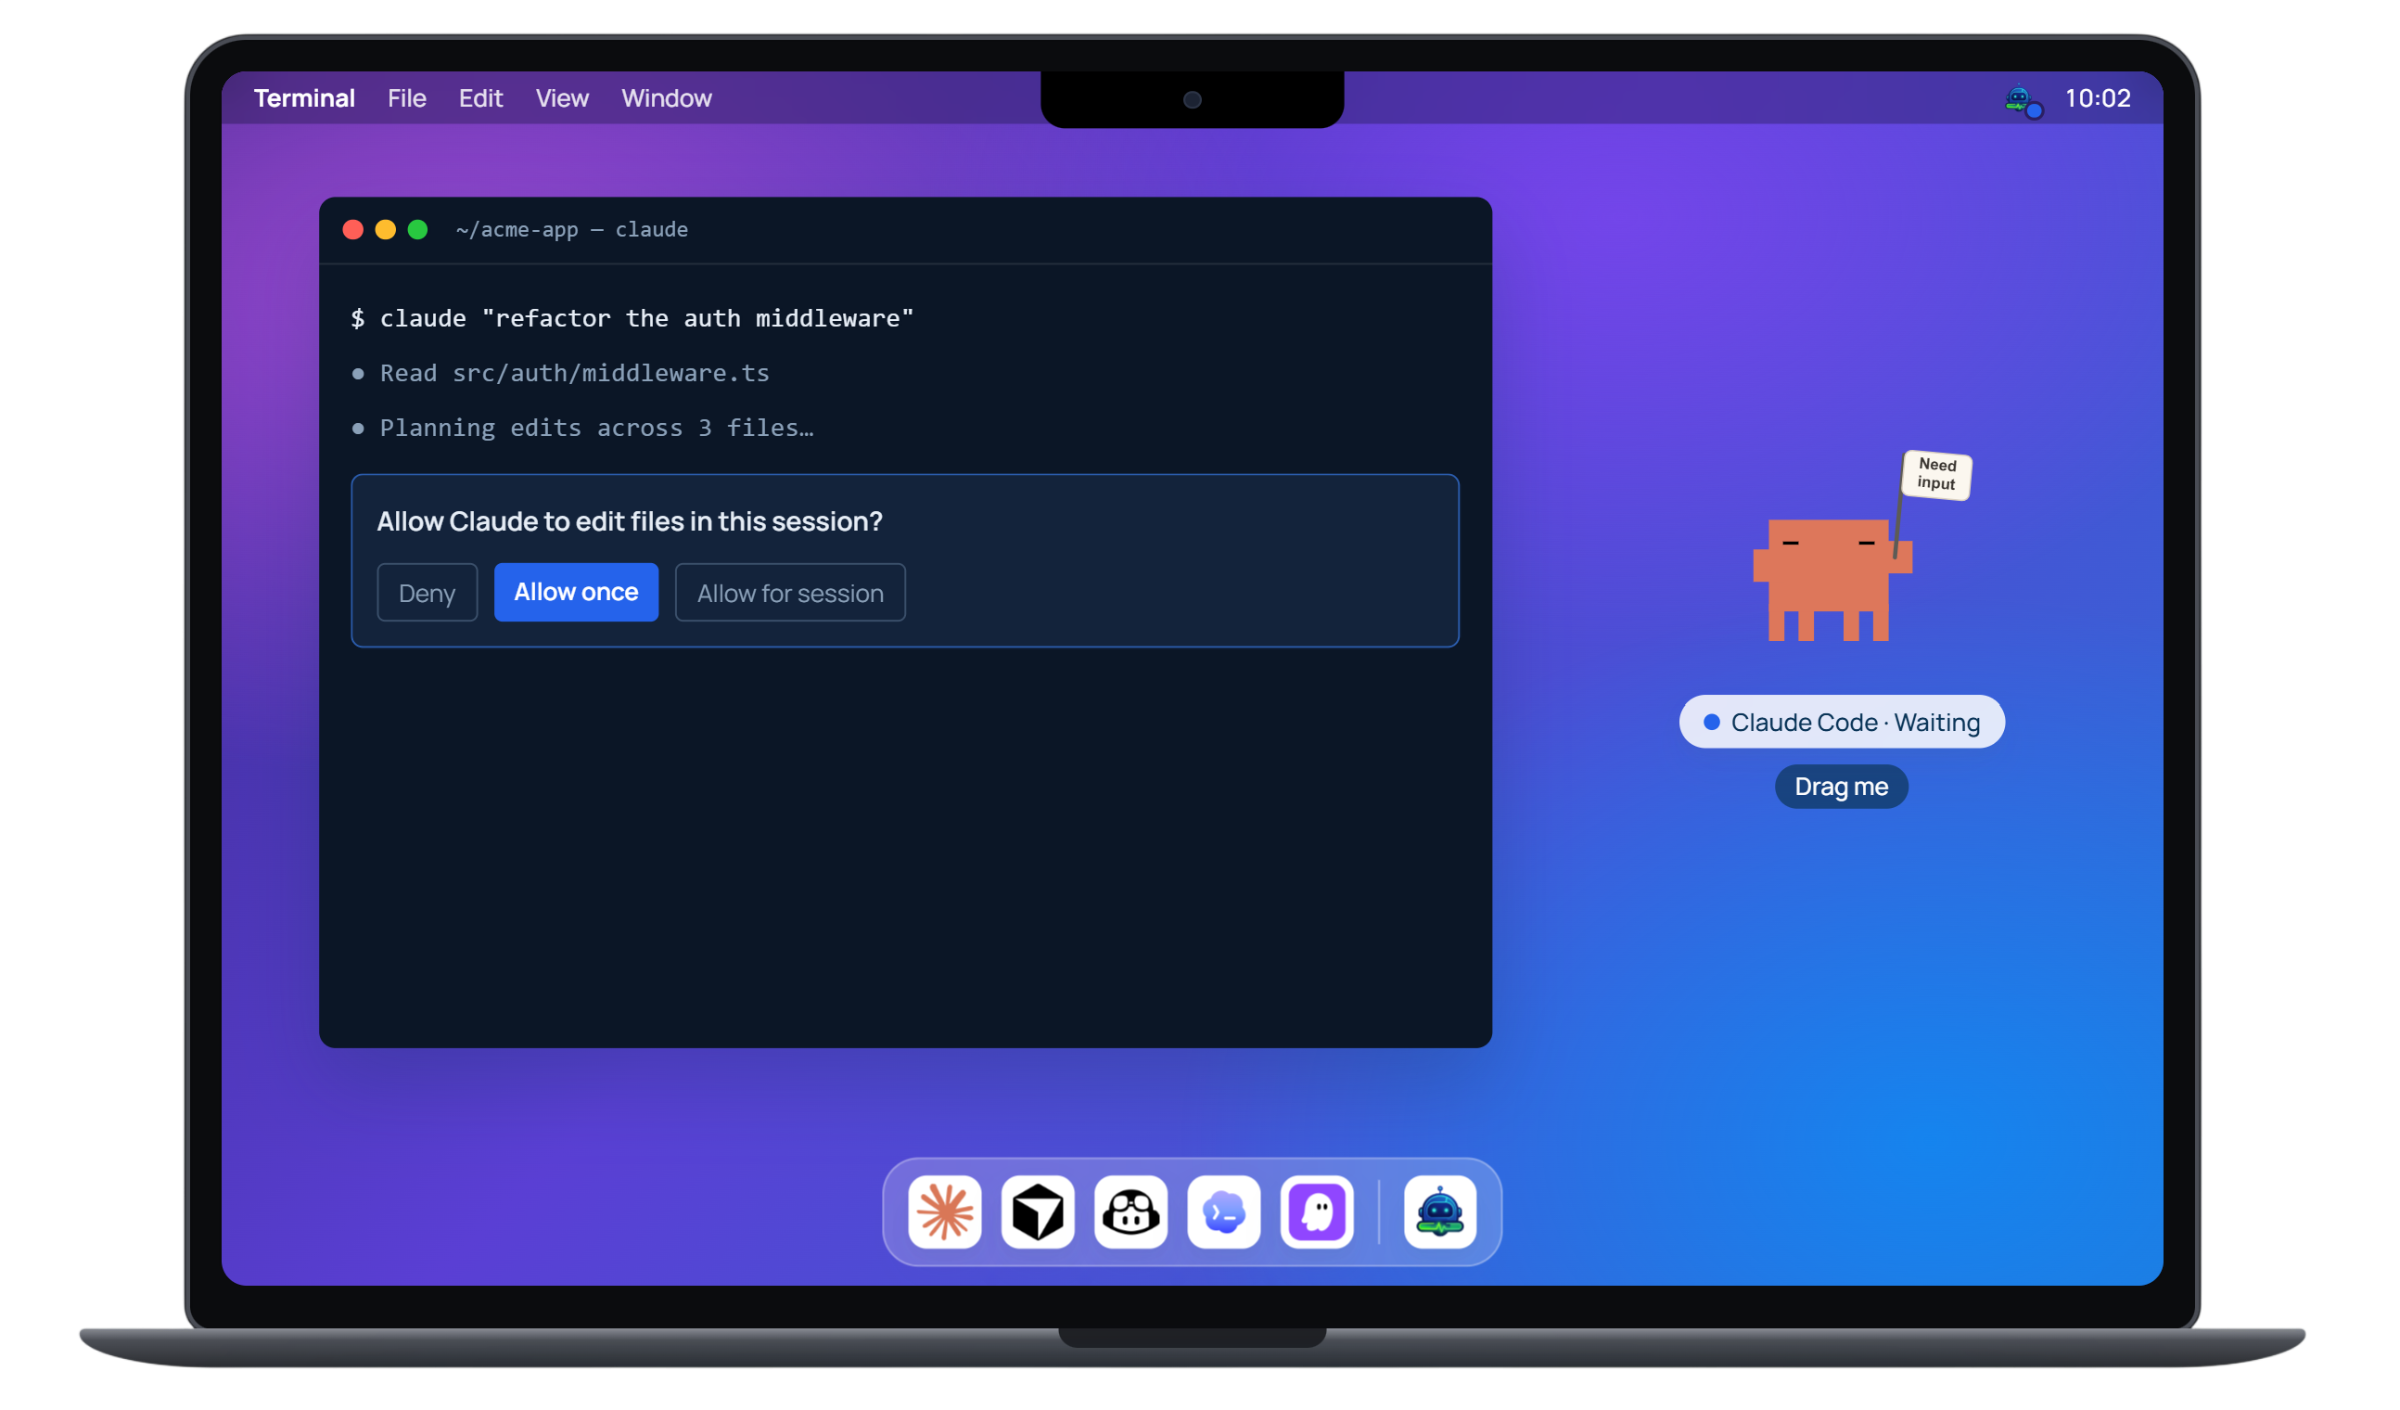 Terminal File Edit View Window
10:02
~/acme-app — claude
$ claude "refactor the auth middleware"
● Read src/auth/middleware.ts
● Planning edits across 3 files…
Allow Claude to edit files in this session?
Deny Allow once Allow for session
Need
input
Claude Code · Waiting
Drag me